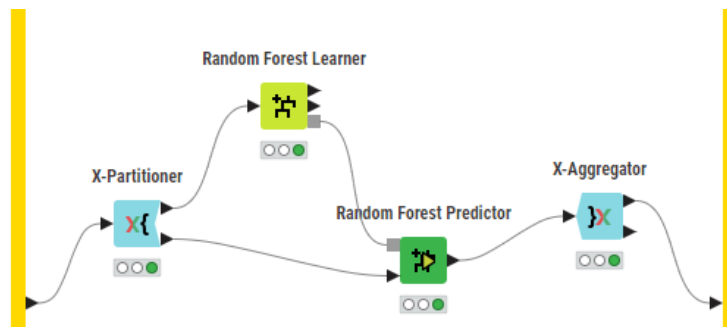 Random Forest Learner
X-Partitioner
X{
X-Aggregator
}X
Random Forest Predictor